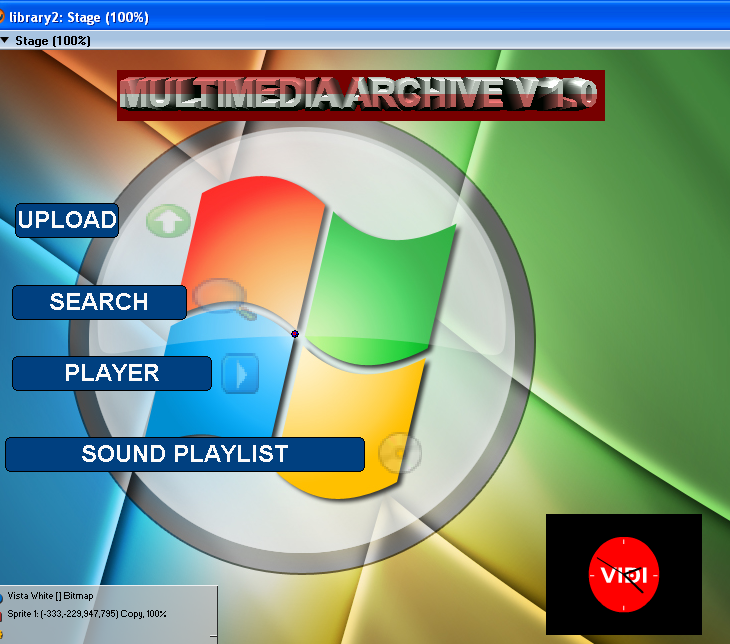 library2: Stage (100%)
Stage (100%)
MULTIMEDIA ARCHIVE V 1.0
UPLOAD
SEARCH
PLAYER
SOUND PLAYLIST
VIDI
Vista White [] Bitmap
Sprite 1: (-333,-229,947,795) Copy, 100%